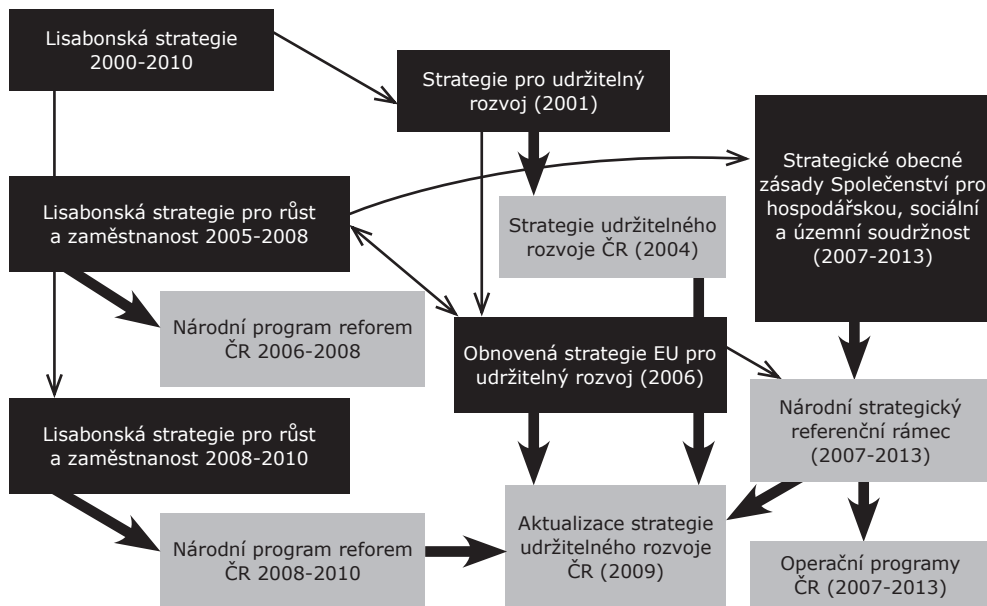 Lisabonská strategie
2000-2010
Strategie pro udržitelný
rozvoj (2001)
Strategické obecné
zásady Společenství pro
hospodářskou, sociální
a územní soudržnost
(2007-2013)
Lisabonská strategie pro růst
a zaměstnanost 2005-2008
Strategie udržitelného
rozvoje ČR (2004)
Národní program reforem
ČR 2006-2008
Obnovená strategie EU pro
udržitelný rozvoj (2006)
Národní strategický
referenční rámec
(2007-2013)
Lisabonská strategie pro růst
a zaměstnanost 2008-2010
Národní program reforem
ČR 2008-2010
Aktualizace strategie
udržitelného rozvoje
ČR (2009)
Operační programy
ČR (2007-2013)